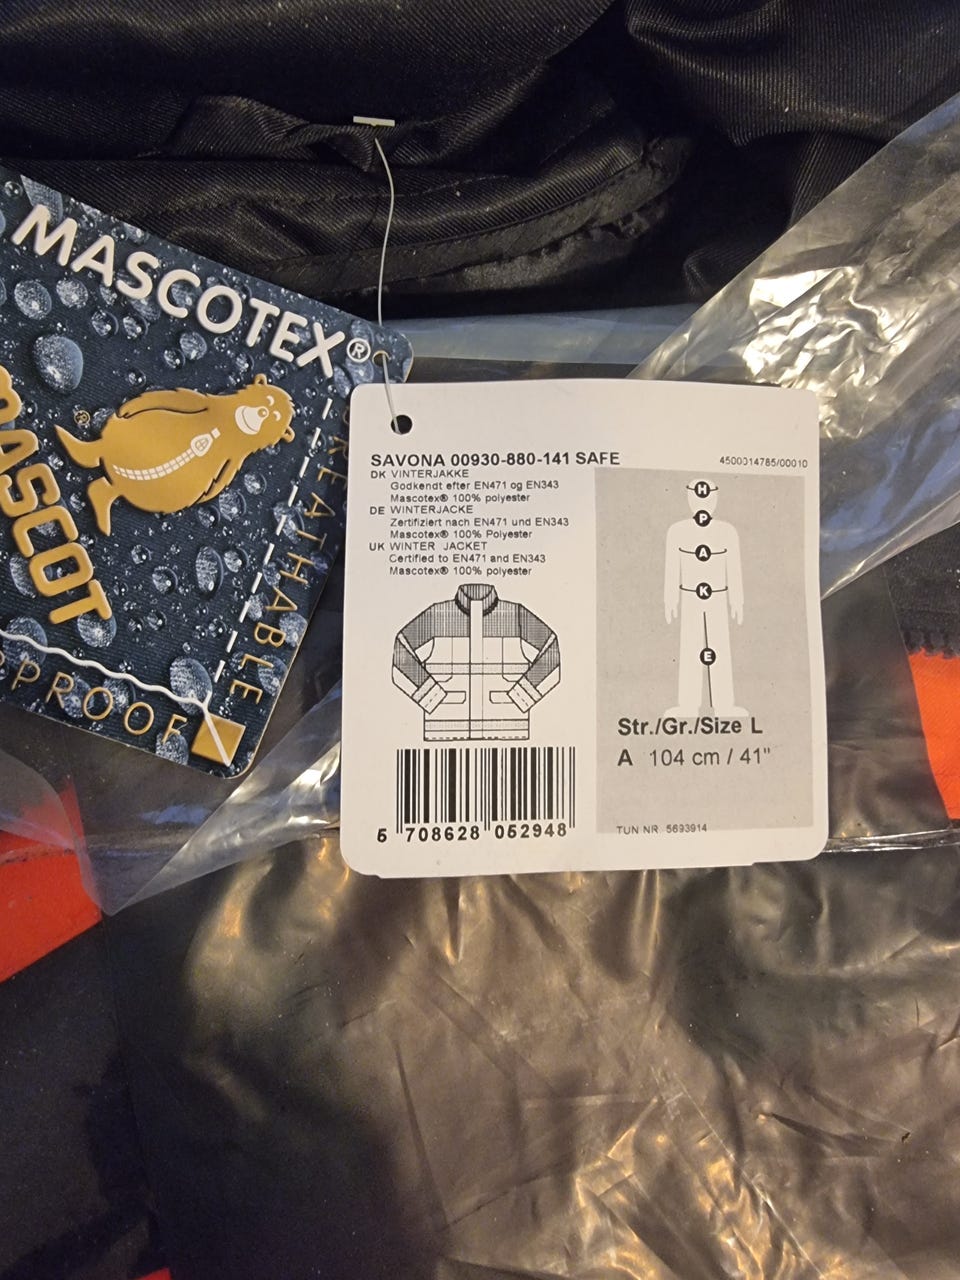 MASCOTEX®
MASCOT
®
BREATHABLE
PROOF
SAVONA 00930-880-141 SAFE
4500014785/00010
DK VINTERJAKKE
Godkendt efter EN471 og EN343
Mascotex® 100% polyester
DE WINTERJACKE
Zertifiziert nach EN471 und EN343
Mascotex® 100% Polyester
UK WINTER JACKET
Certified to EN471 and EN343
Mascotex® 100% polyester
H
P
A
K
E
Str./Gr./Size L
A 104 cm / 41"
5 708628 052948
TUN NR. 5693914